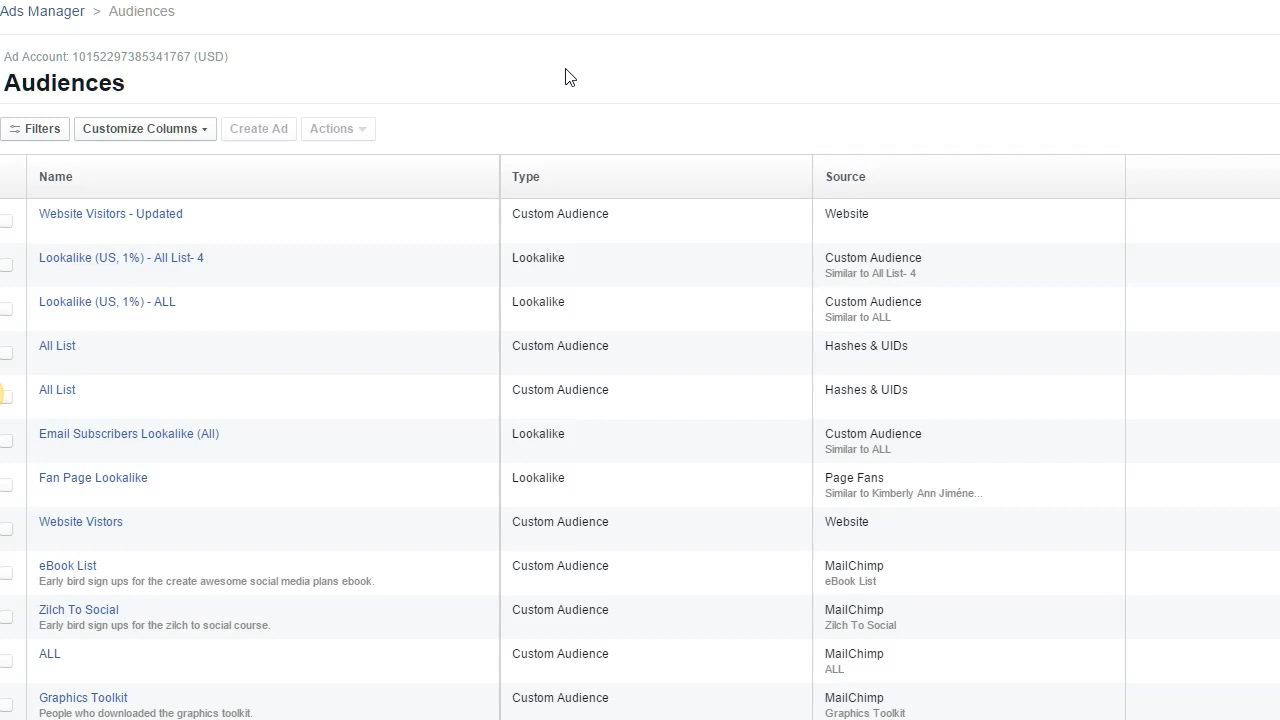 Ads Manager > Audiences
Ad Account: 10152297385341767 (USD)
Audiences
Filters Customize Columns Create Ad Actions
Name Type Source
Website Visitors - Updated Custom Audience Website
Lookalike (US, 1%) - All List- 4 Lookalike Custom Audience
Similar to All List- 4
Lookalike (US, 1%) - ALL Lookalike Custom Audience
Similar to ALL
All List Custom Audience Hashes & UIDs
All List Custom Audience Hashes & UIDs
Email Subscribers Lookalike (All) Lookalike Custom Audience
Similar to ALL
Fan Page Lookalike Lookalike Page Fans
Similar to Kimberly Ann Jiméne...
Website Vistors Custom Audience Website
eBook List Custom Audience MailChimp
Early bird sign ups for the create awesome social media plans ebook. eBook List
Zilch To Social Custom Audience MailChimp
Early bird sign ups for the zilch to social course. Zilch To Social
ALL Custom Audience MailChimp
ALL
Graphics Toolkit Custom Audience MailChimp
People who downloaded the graphics toolkit. Graphics Toolkit